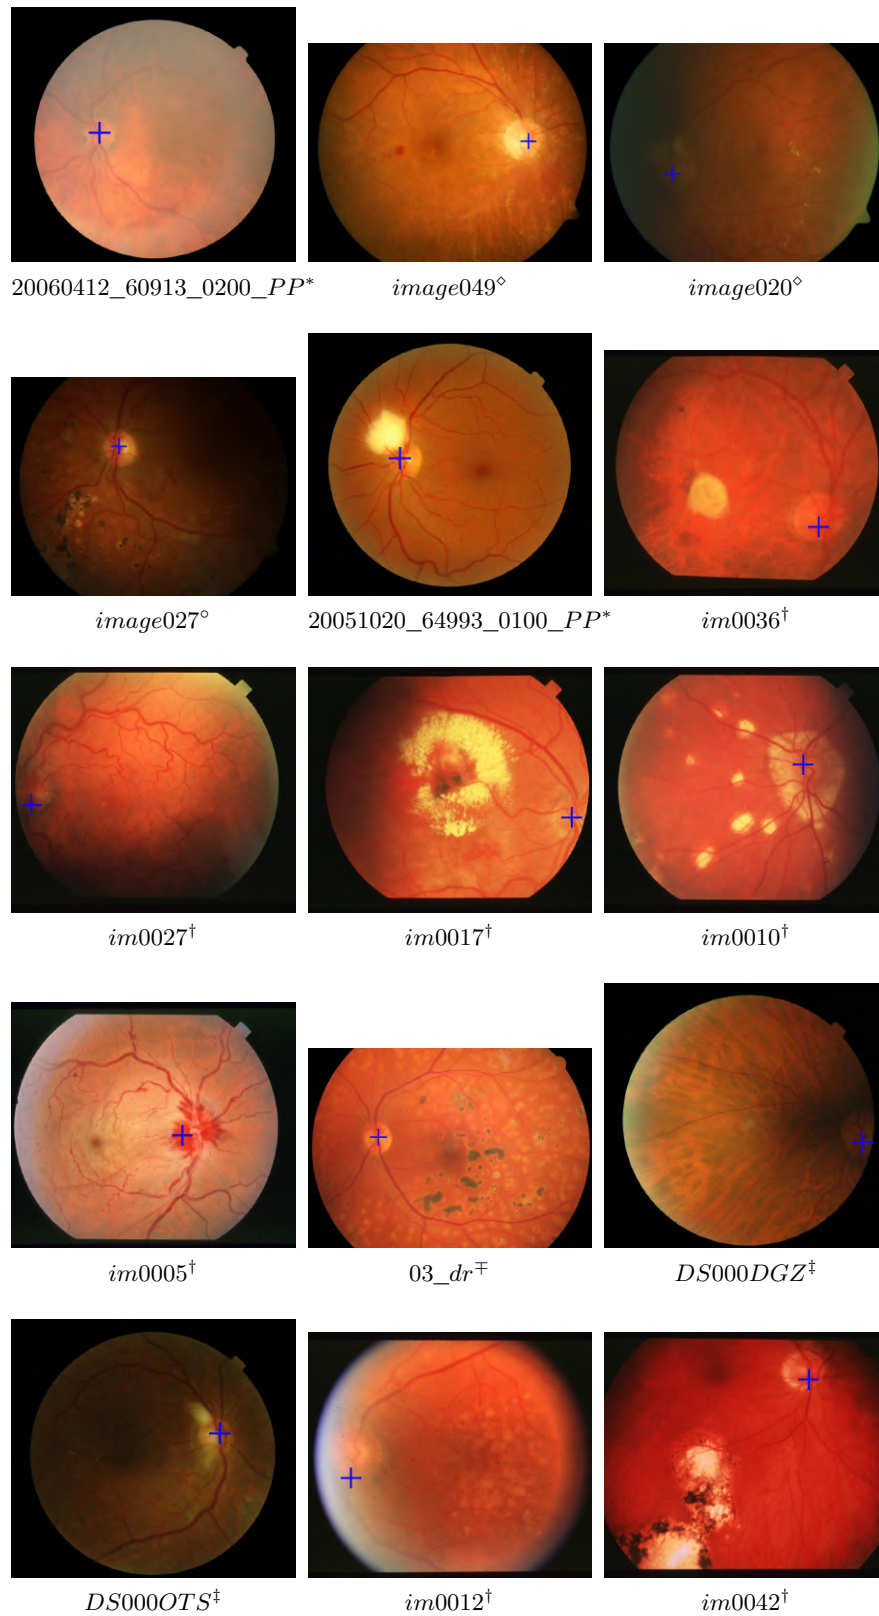 20060412_60913_0200_PP*
image049⋄
image020⋄
image027∘
20051020_64993_0100_PP*
im0036†
im0027†
im0017†
im0010†
im0005†
03_dr∓
DS000DGZ‡
DS000OTS‡
im0012†
im0042†